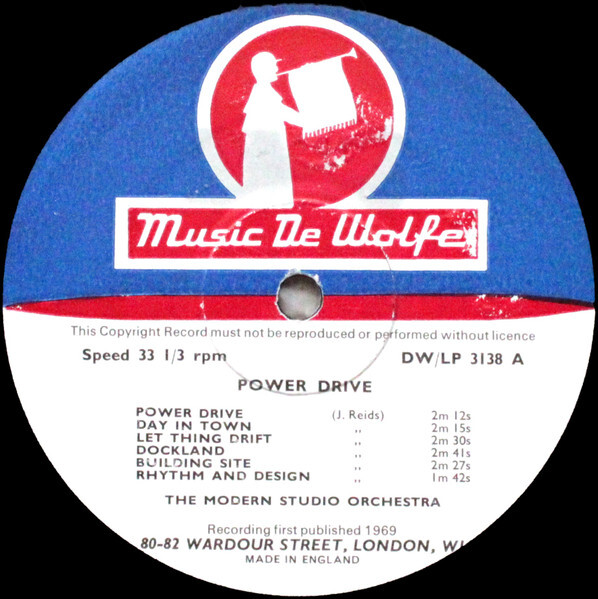 Music De Wolfe
This Copyright Record must not be reproduced or performed without licence
Speed 33 1/3 rpm DW/LP 3138 A
POWER DRIVE
POWER DRIVE (J. Reids) 2m 12s
DAY IN TOWN ,, 2m 15s
LET THING DRIFT ,, 2m 30s
DOCKLAND ,, 2m 41s
BUILDING SITE ,, 2m 27s
RHYTHM AND DESIGN ,, 1m 42s
THE MODERN STUDIO ORCHESTRA
Recording first published 1969
80-82 WARDOUR STREET, LONDON,
MADE IN ENGLAND